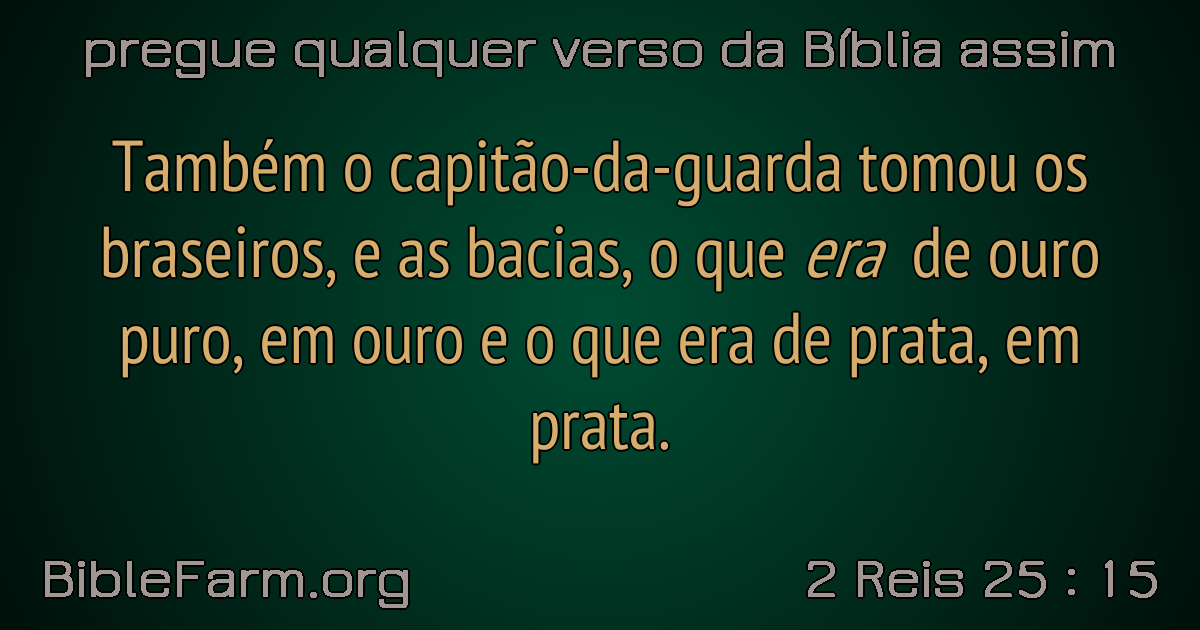 pregue qualquer verso da Bíblia assim
Também o capitão-da-guarda tomou os
braseiros, e as bacias, o que era de ouro
puro, em ouro e o que era de prata, em
prata.
BibleFarm.org
2 Reis 25 : 15